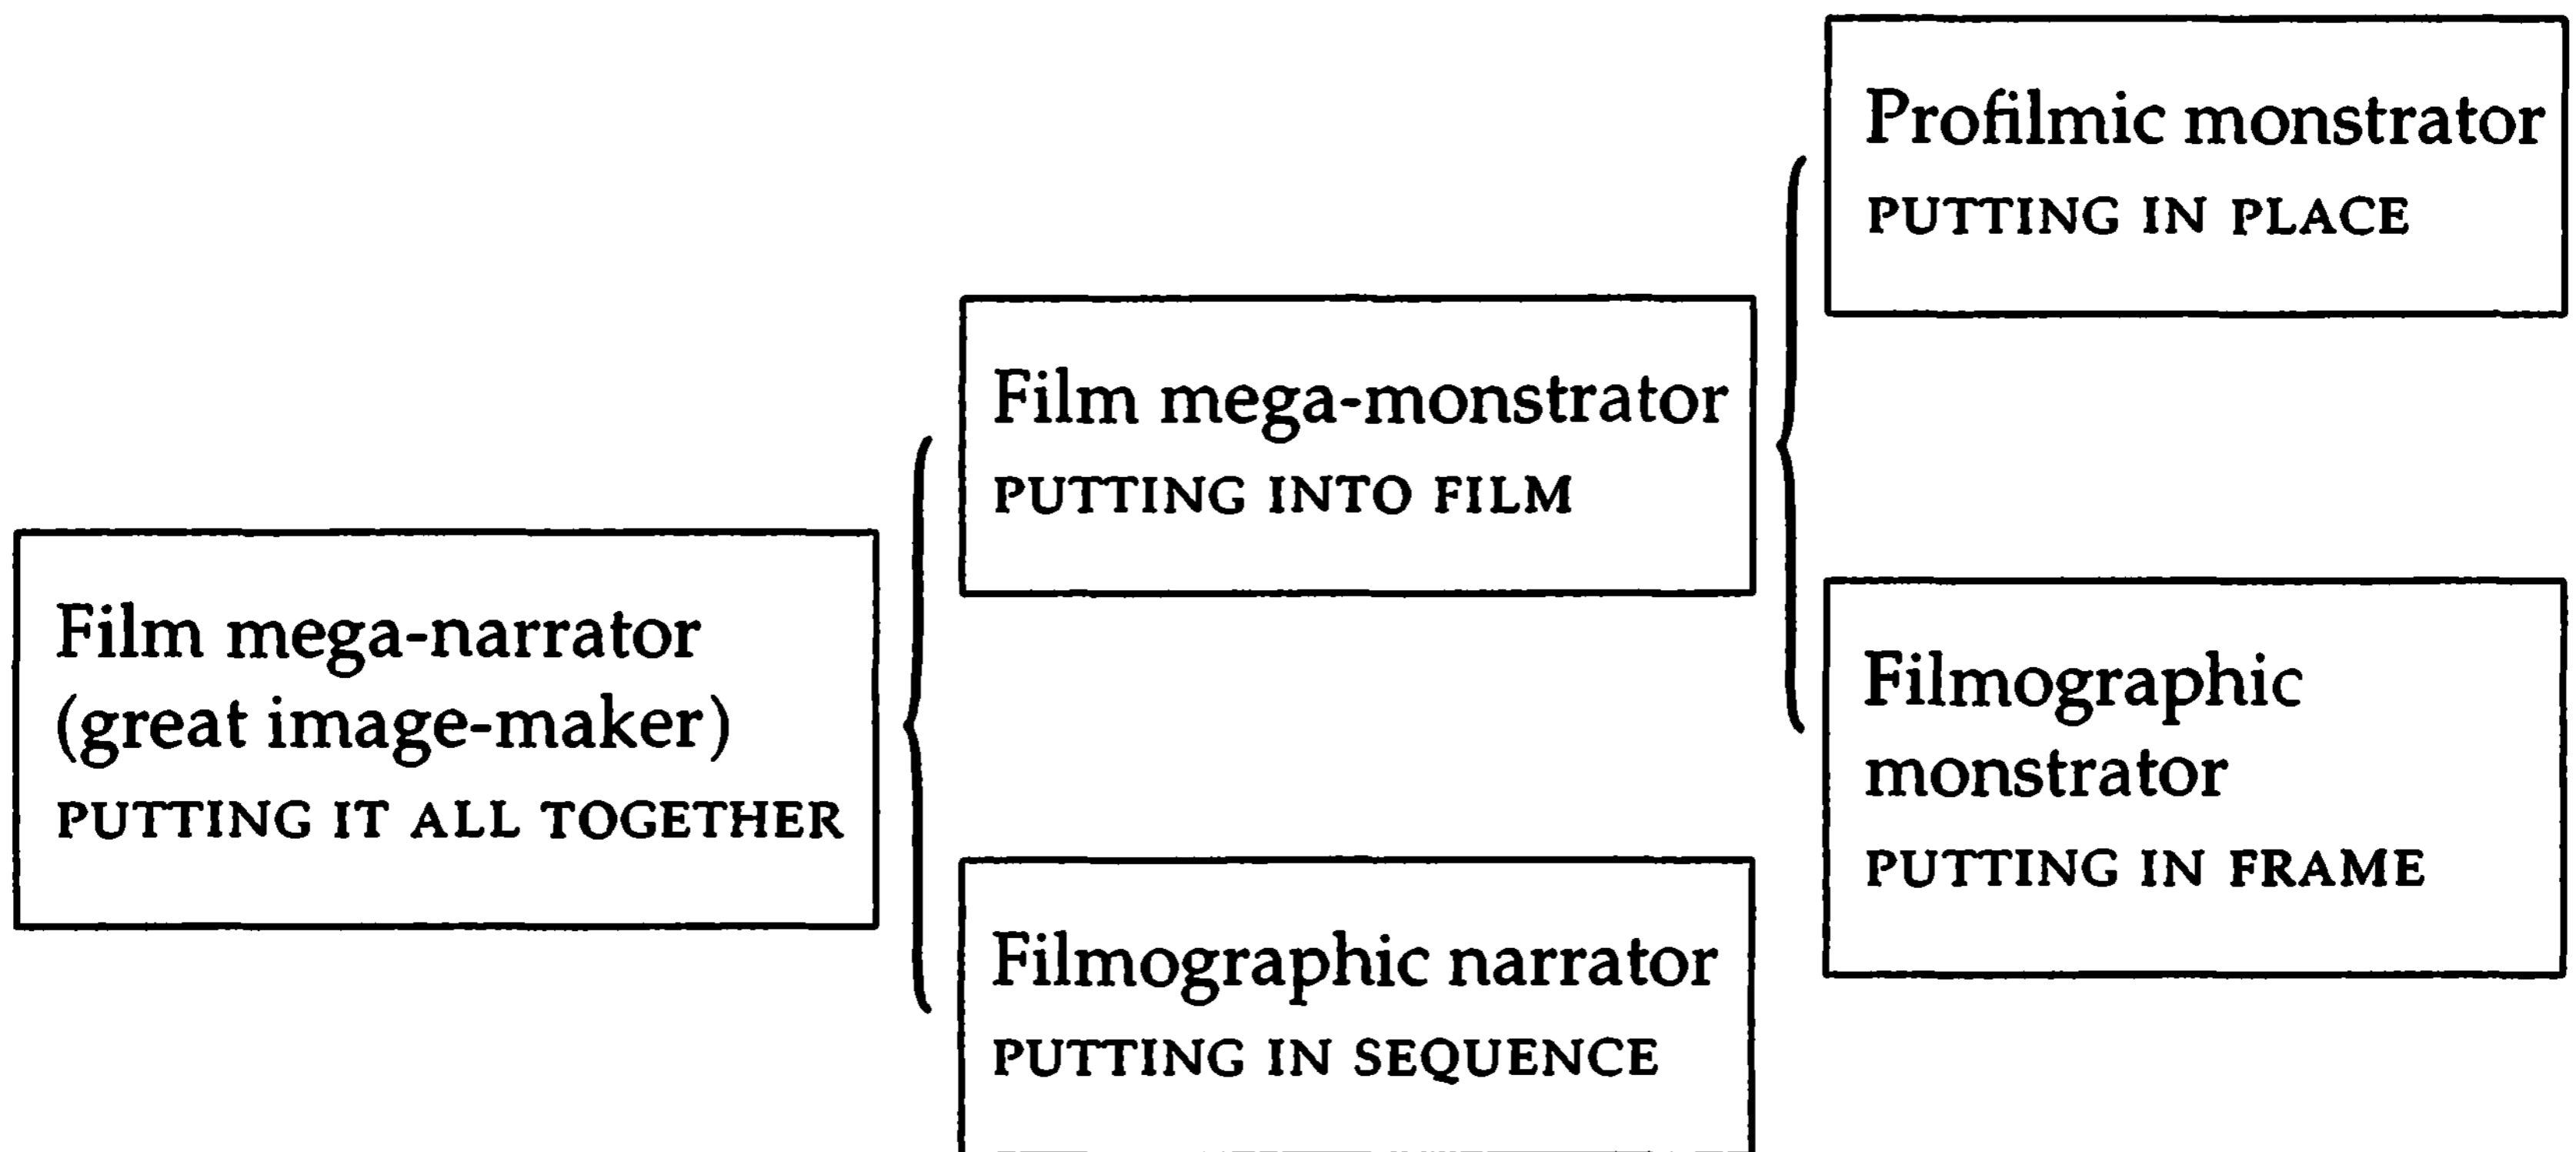 Film mega-narrator
(great image-maker)
PUTTING IT ALL TOGETHER
Film mega-monstrator
PUTTING INTO FILM
Filmographic narrator
PUTTING IN SEQUENCE
Profilmic monstrator
PUTTING IN PLACE
Filmographic
monstrator
PUTTING IN FRAME